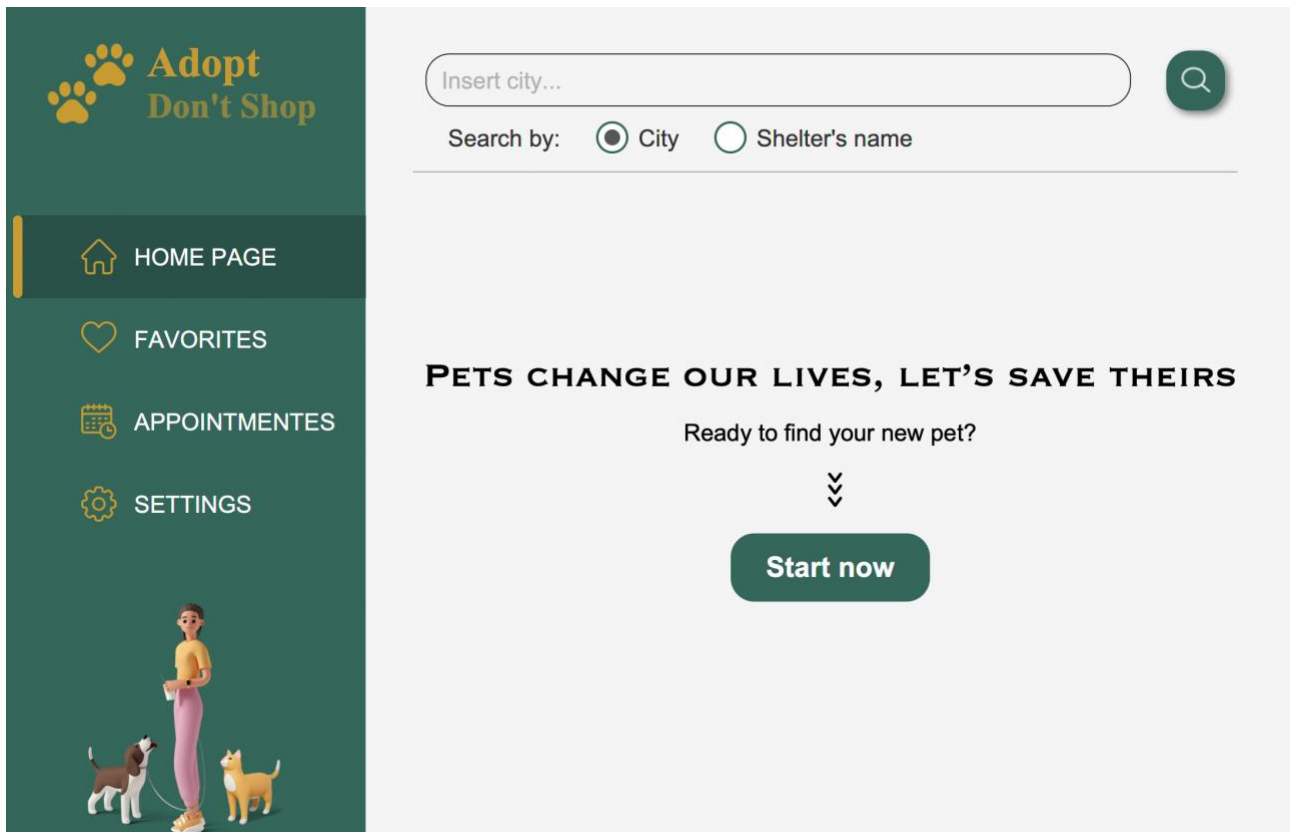 Adopt
Don't Shop
HOME PAGE
FAVORITES
APPOINTMENTES
SETTINGS
Insert city...
Search by: City Shelter's name
PETS CHANGE OUR LIVES, LET'S SAVE THEIRS
Ready to find your new pet?
Start now